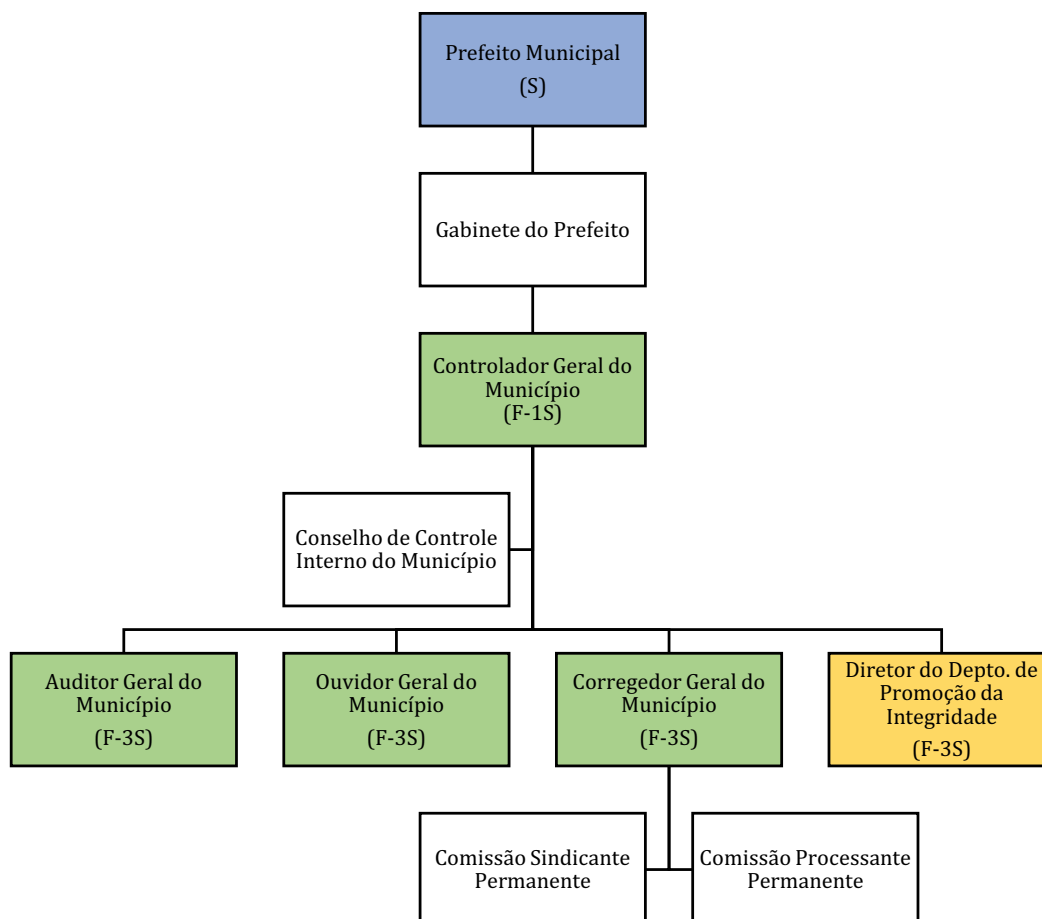 Prefeito Municipal
(S)
Gabinete do Prefeito
Controlador Geral do
Município
(F-1S)
Conselho de Controle
Interno do Município
Auditor Geral do
Município
(F-3S)
Ouvidor Geral do
Município
(F-3S)
Corregedor Geral do
Município
(F-3S)
Diretor do Depto. de
Promoção da
Integridade
(F-3S)
Comissão Sindicante
Permanente
Comissão Processante
Permanente